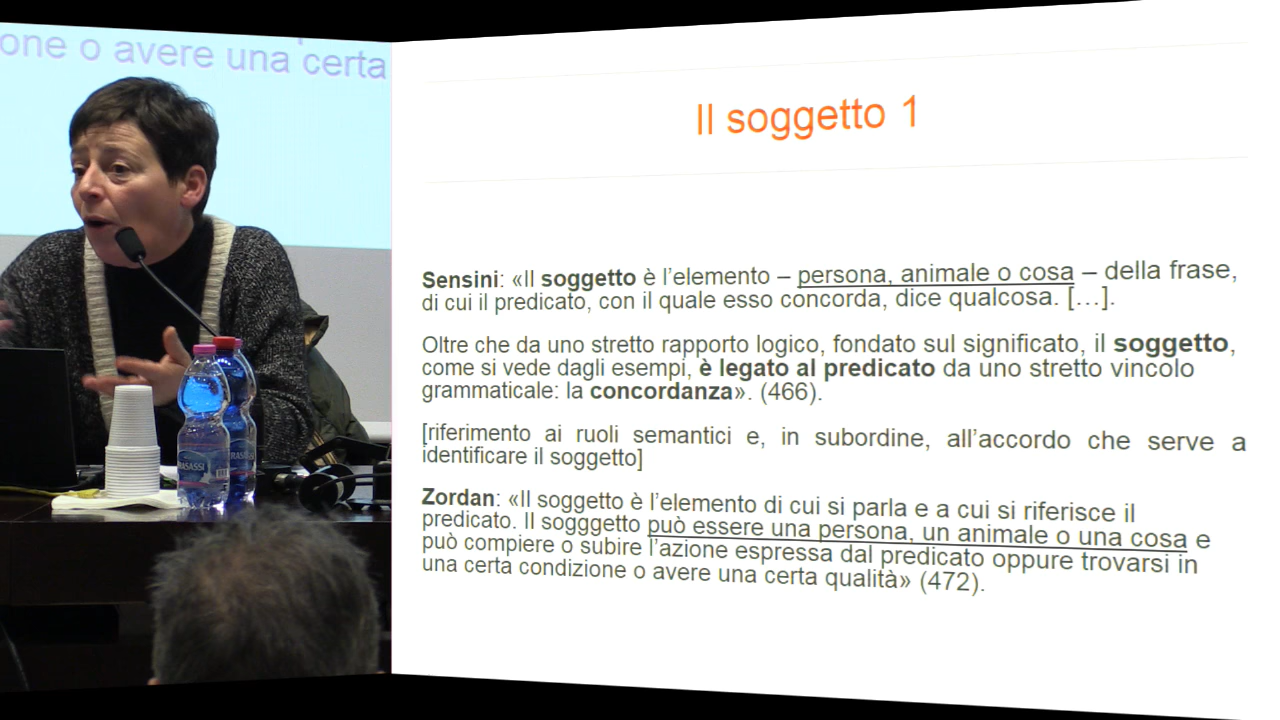 one o avere una certa
Il soggetto 1
Sensini: «Il soggetto è l'elemento – persona, animale o cosa – della frase,
di cui il predicato, con il quale esso concorda, dice qualcosa. […].
Oltre che da uno stretto rapporto logico, fondato sul significato, il soggetto,
come si vede dagli esempi, è legato al predicato da uno stretto vincolo
grammaticale: la concordanza». (466).
[riferimento ai ruoli semantici e, in subordine, all'accordo che serve a
identificare il soggetto]
Zordan: «Il soggetto è l'elemento di cui si parla e a cui si riferisce il
predicato. Il sogggetto può essere una persona, un animale o una cosa e
può compiere o subire l'azione espressa dal predicato oppure trovarsi in
una certa condizione o avere una certa qualità» (472).